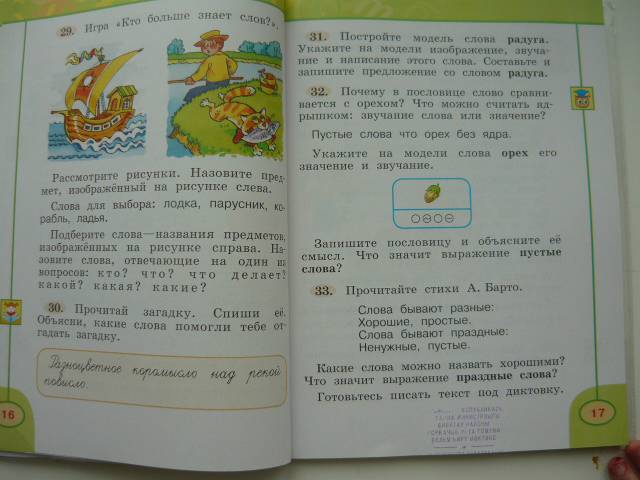 29. Игра «Кто больше знает слов?».
Рассмотрите рисунки. Назовите пред-
мет, изображённый на рисунке слева.
Слова для выбора: лодка, парусник, ко-
рабль, ладья.
Подберите слова—названия предметов,
изображённых на рисунке справа. На-
зовите слова, отвечающие на один из
вопросов: кто? что? что делает?
какой? какая? какие?
30. Прочитай загадку. Спиши её.
Объясни, какие слова помогли тебе от-
гадать загадку.
Разноцветное коромысло над рекой
повисло.
16
31. Постройте модель слова радуга.
Укажите на модели изображение, звуча-
ние и написание этого слова. Составьте и
запишите предложение со словом радуга.
32. Почему в пословице слово сравни-
вается с орехом? Что можно считать яд-
рышком: звучание слова или значение?
Пустые слова что орех без ядра.
Укажите на модели слова орех его
значение и звучание.
Запишите пословицу и объясните её
смысл. Что значит выражение пустые
слова?
33. Прочитайте стихи А. Барто.
Слова бывают разные:
Хорошие, простые.
Слова бывают праздные:
Ненужные, пустые.
Какие слова можно назвать хорошими?
Что значит выражение праздные слова?
Готовьтесь писать текст под диктовку.
17